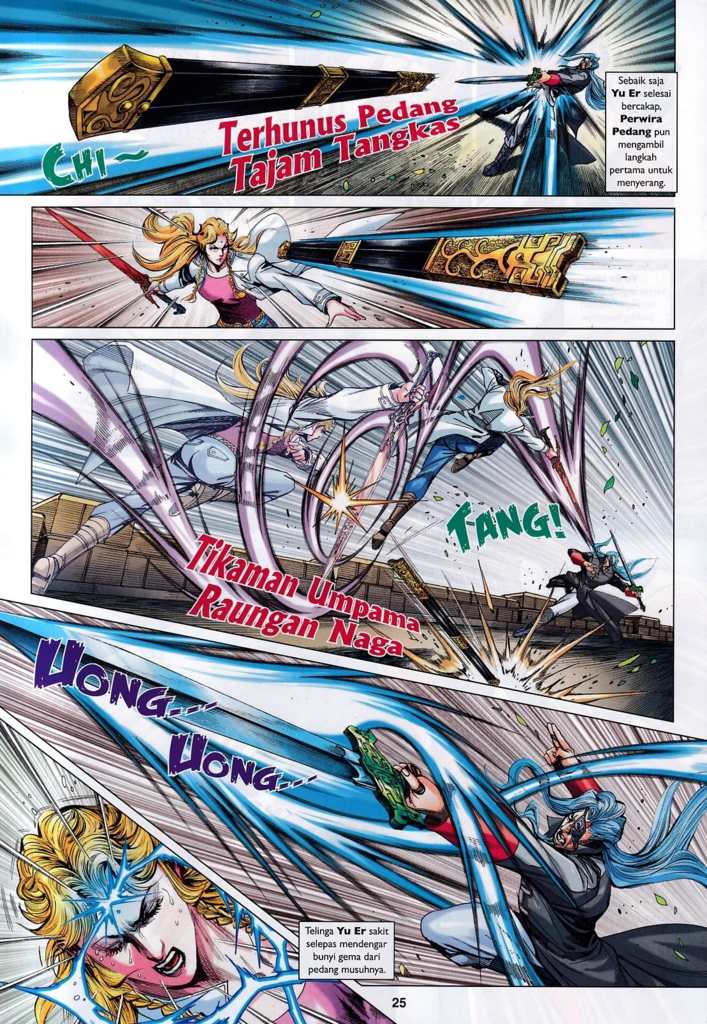 Sebaik saja
Yu Er selesai
bercakap,
Perwira
Pedang pun
mengambil
langkah
pertama untuk
menyerang.
Terhunus Pedang
Tajam Tangkas
CHI~
TANG!
Tikaman Umpama
Raungan Naga
UONG...
UONG...
Telinga Yu Er sakit
selepas mendengar
bunyi gema dari
pedang musuhnya.
25